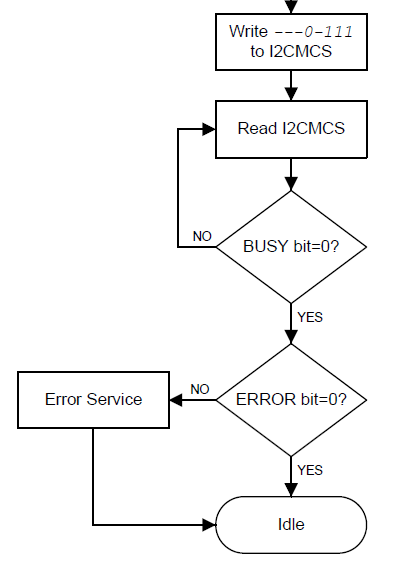 Write ---0-111
to I2CMCS
Read I2CMCS
NO
BUSY bit=0?
YES
NO
Error Service
ERROR bit=0?
YES
Idle